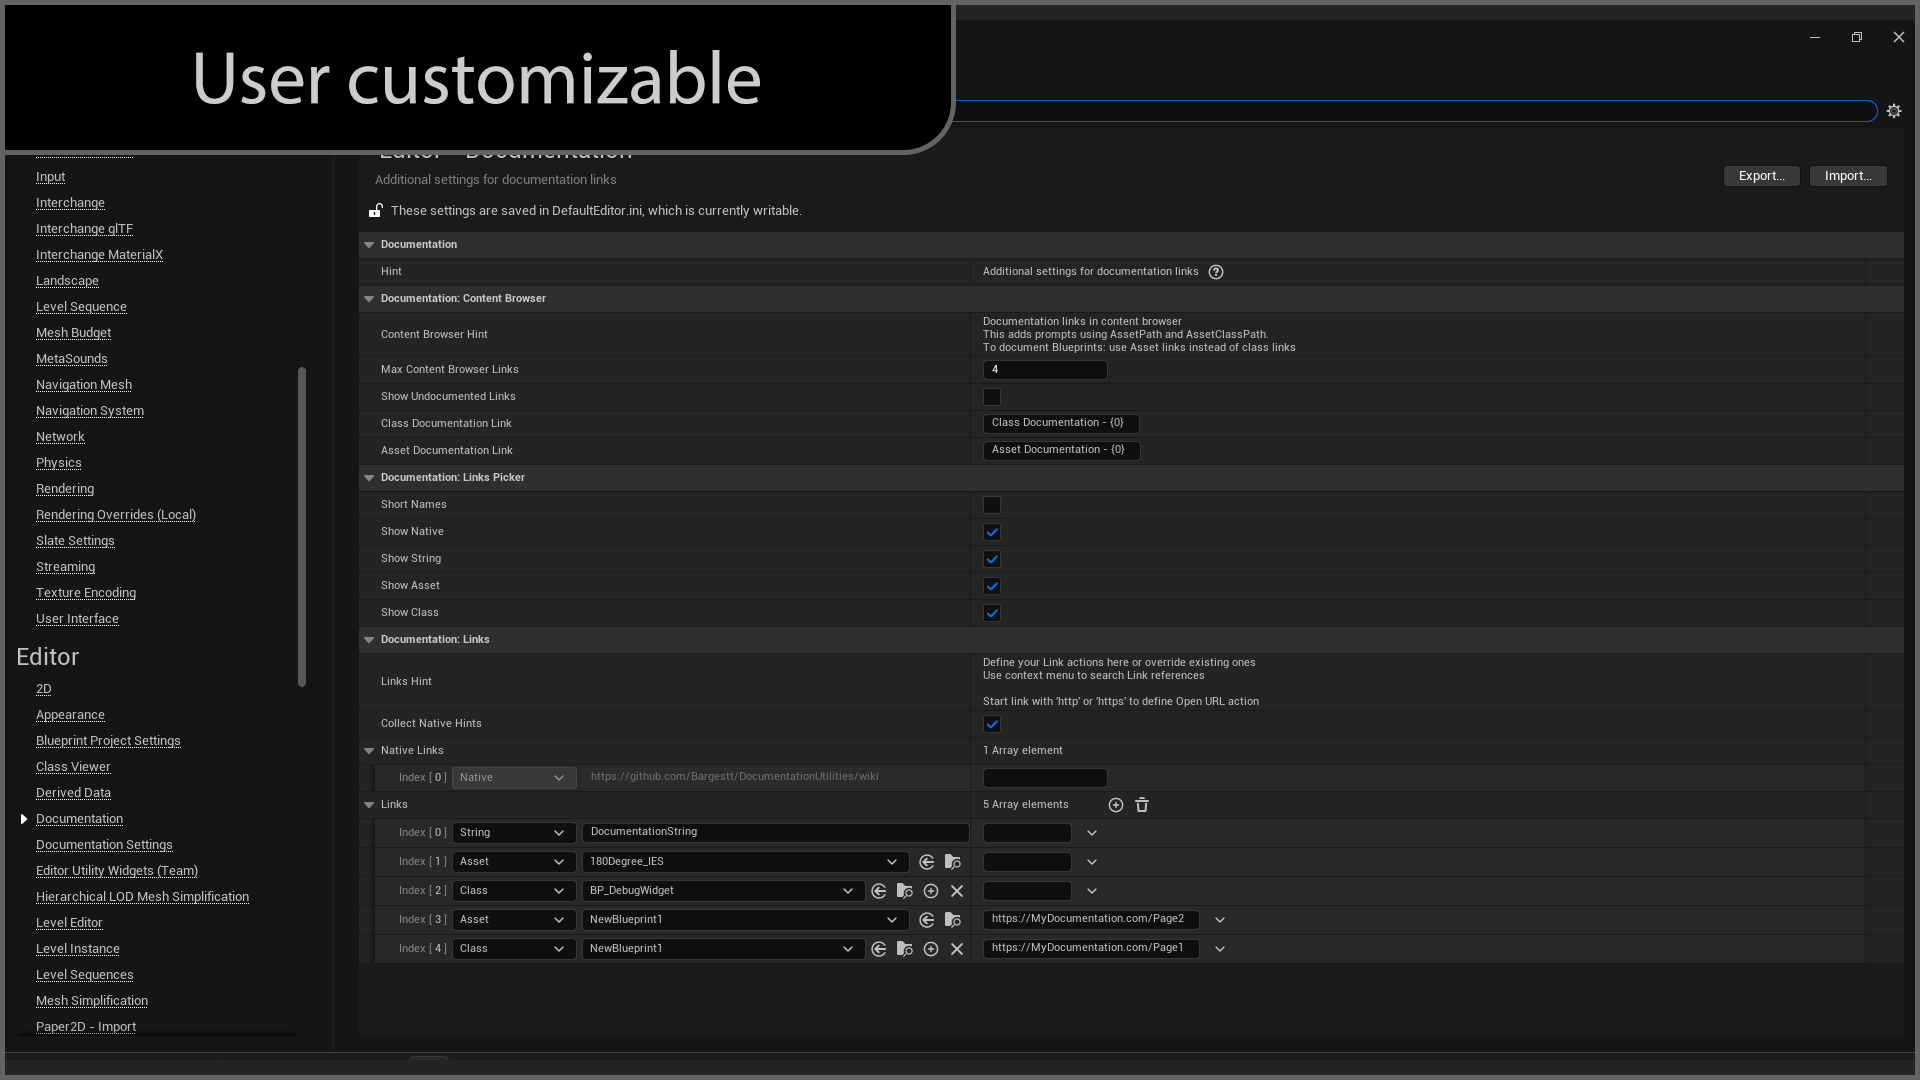 User customizable
Input
Interchange
Interchange glTF
Interchange MaterialX
Landscape
Level Sequence
Mesh Budget
MetaSounds
Navigation Mesh
Navigation System
Network
Physics
Rendering
Rendering Overrides (Local)
Slate Settings
Streaming
Texture Encoding
User Interface
Editor
2D
Appearance
Blueprint Project Settings
Class Viewer
Derived Data
Documentation
Documentation Settings
Editor Utility Widgets (Team)
Hierarchical LOD Mesh Simplification
Level Editor
Level Instance
Level Sequences
Mesh Simplification
Paper2D - Import
Editor - Documentation
Additional settings for documentation links
Export...
Import...
These settings are saved in DefaultEditor.ini, which is currently writable.
Documentation
Hint
Additional settings for documentation links
Documentation: Content Browser
Content Browser Hint
Documentation links in content browser
This adds prompts using AssetPath and AssetClassPath.
To document Blueprints: use Asset links instead of class links
Max Content Browser Links
4
Show Undocumented Links
Class Documentation Link
Class Documentation - {0}
Asset Documentation Link
Asset Documentation - {0}
Documentation: Links Picker
Short Names
Show Native
Show String
Show Asset
Show Class
Documentation: Links
Links Hint
Define your Link actions here or override existing ones
Use context menu to search Link references
Start link with 'http' or 'https' to define Open URL action
Collect Native Hints
Native Links
1 Array element
Index [ 0 ]
Native
https://github.com/Bargestt/DocumentationUtilities/wiki
Links
5 Array elements
Index [ 0 ]
String
DocumentationString
Index [ 1 ]
Asset
180Degree_IES
Index [ 2 ]
Class
BP_DebugWidget
Index [ 3 ]
Asset
NewBlueprint1
https://MyDocumentation.com/Page2
Index [ 4 ]
Class
NewBlueprint1
https://MyDocumentation.com/Page1